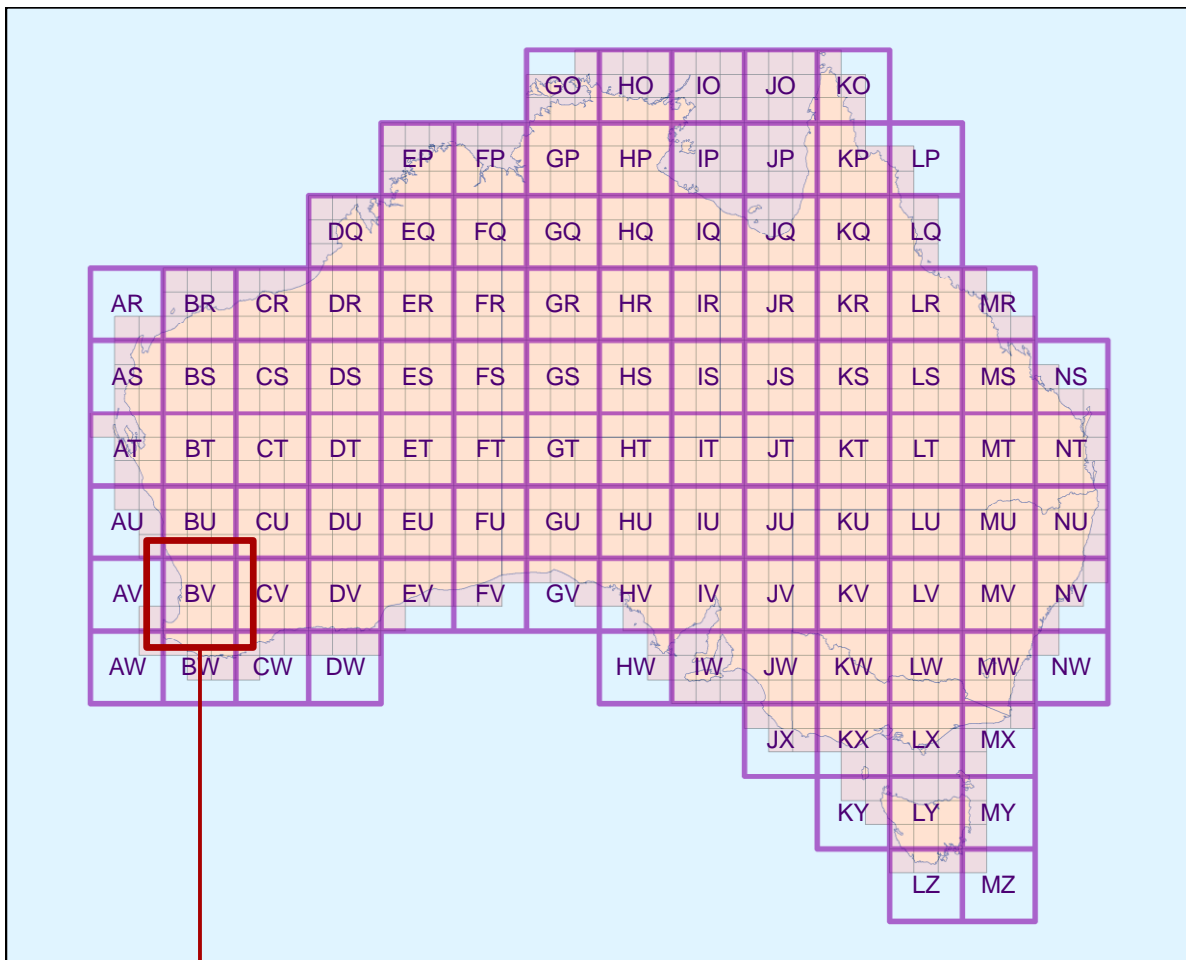 GO HO IO JO KO
EP FP GP HP IP JP KP LP
DQ EQ FQ GQ HQ IQ JQ KQ LQ
AR BR CR DR ER FR GR HR IR JR KR LR MR
AS BS CS DS ES FS GS HS IS JS KS LS MS NS
AT BT CT DT ET FT GT HT IT JT KT LT MT NT
AU BU CU DU EU FU GU HU IU JU KU LU MU NU
AV BV CV DV EV FV GV HV IV JV KV LV MV NV
AW BW CW DW HW IW JW KW LW MW NW
JX KX LX MX
KY LY MY
LZ MZ